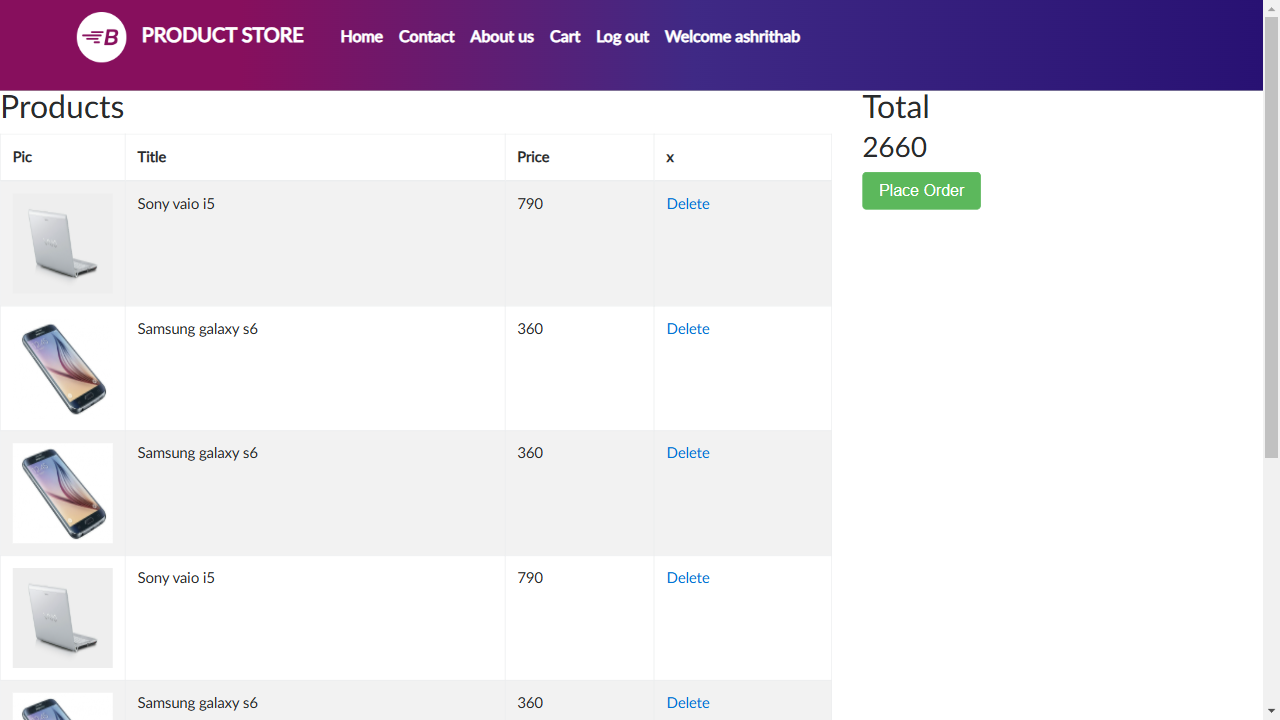 B PRODUCT STORE Home Contact About us Cart Log out Welcome ashrithab
Products
Total
2660
Place Order
Pic Title Price x
Sony vaio i5 790 Delete
Samsung galaxy s6 360 Delete
Samsung galaxy s6 360 Delete
Sony vaio i5 790 Delete
Samsung galaxy s6 360 Delete